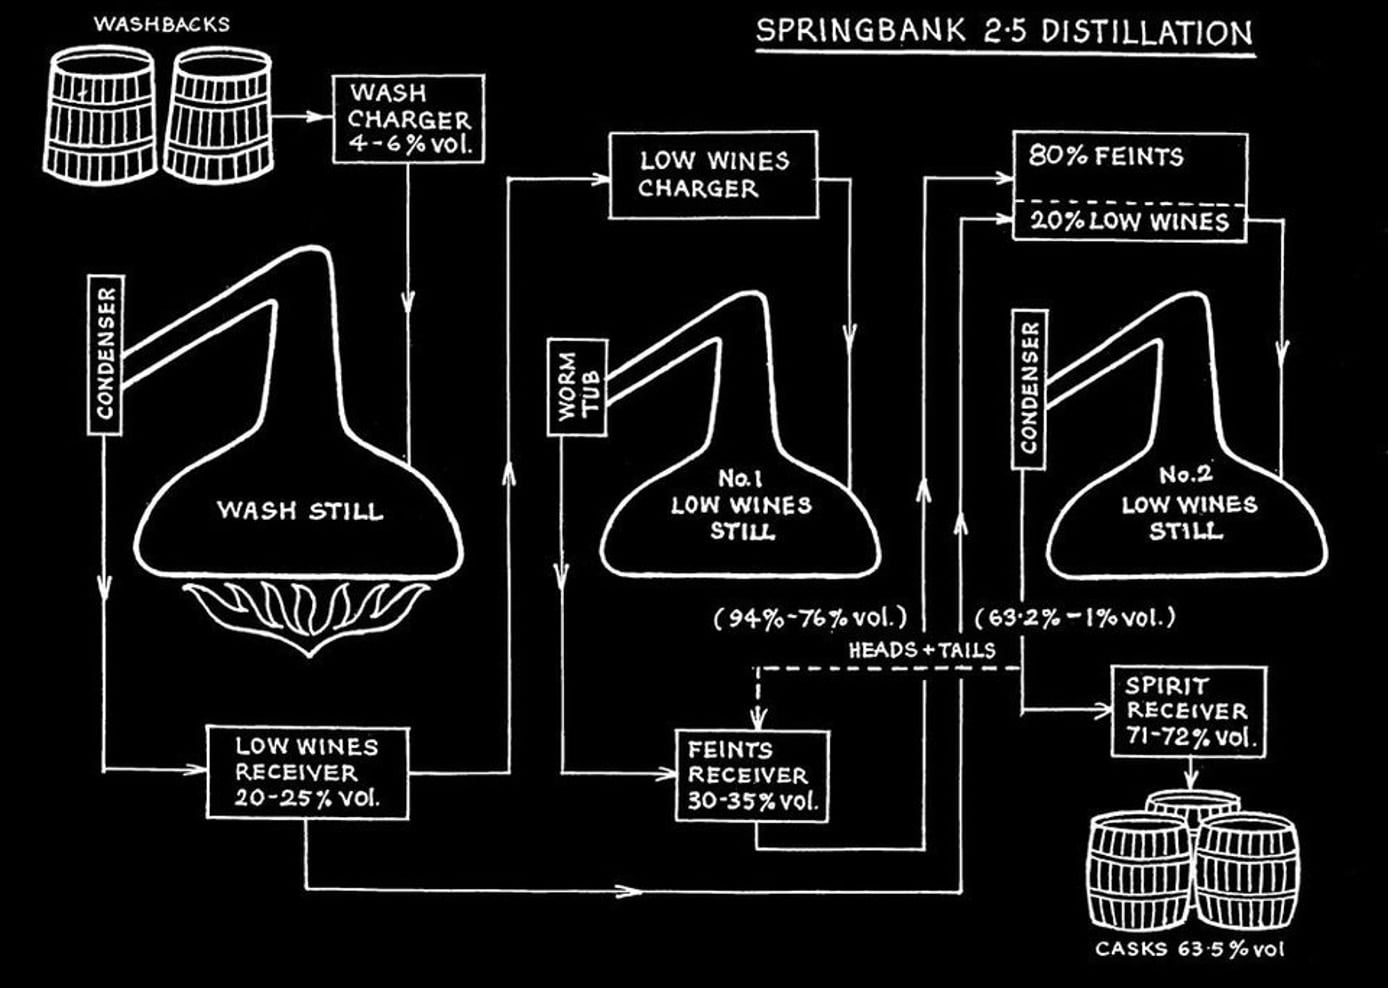 WASHBACKS
SPRINGBANK 2·5 DISTILLATION
WASH
CHARGER
4-6% vol.
LOW WINES
CHARGER
80% FEINTS
20% LOW WINES
CONDENSER
WORM
TUB
CONDENSER
WASH STILL
No.1
LOW WINES
STILL
No.2
LOW WINES
STILL
(94%-76% vol.)
(63·2%-1% vol.)
HEADS + TAILS
LOW WINES
RECEIVER
20-25% vol.
FEINTS
RECEIVER
30-35% vol.
SPIRIT
RECEIVER
71-72% vol.
CASKS 63·5% vol